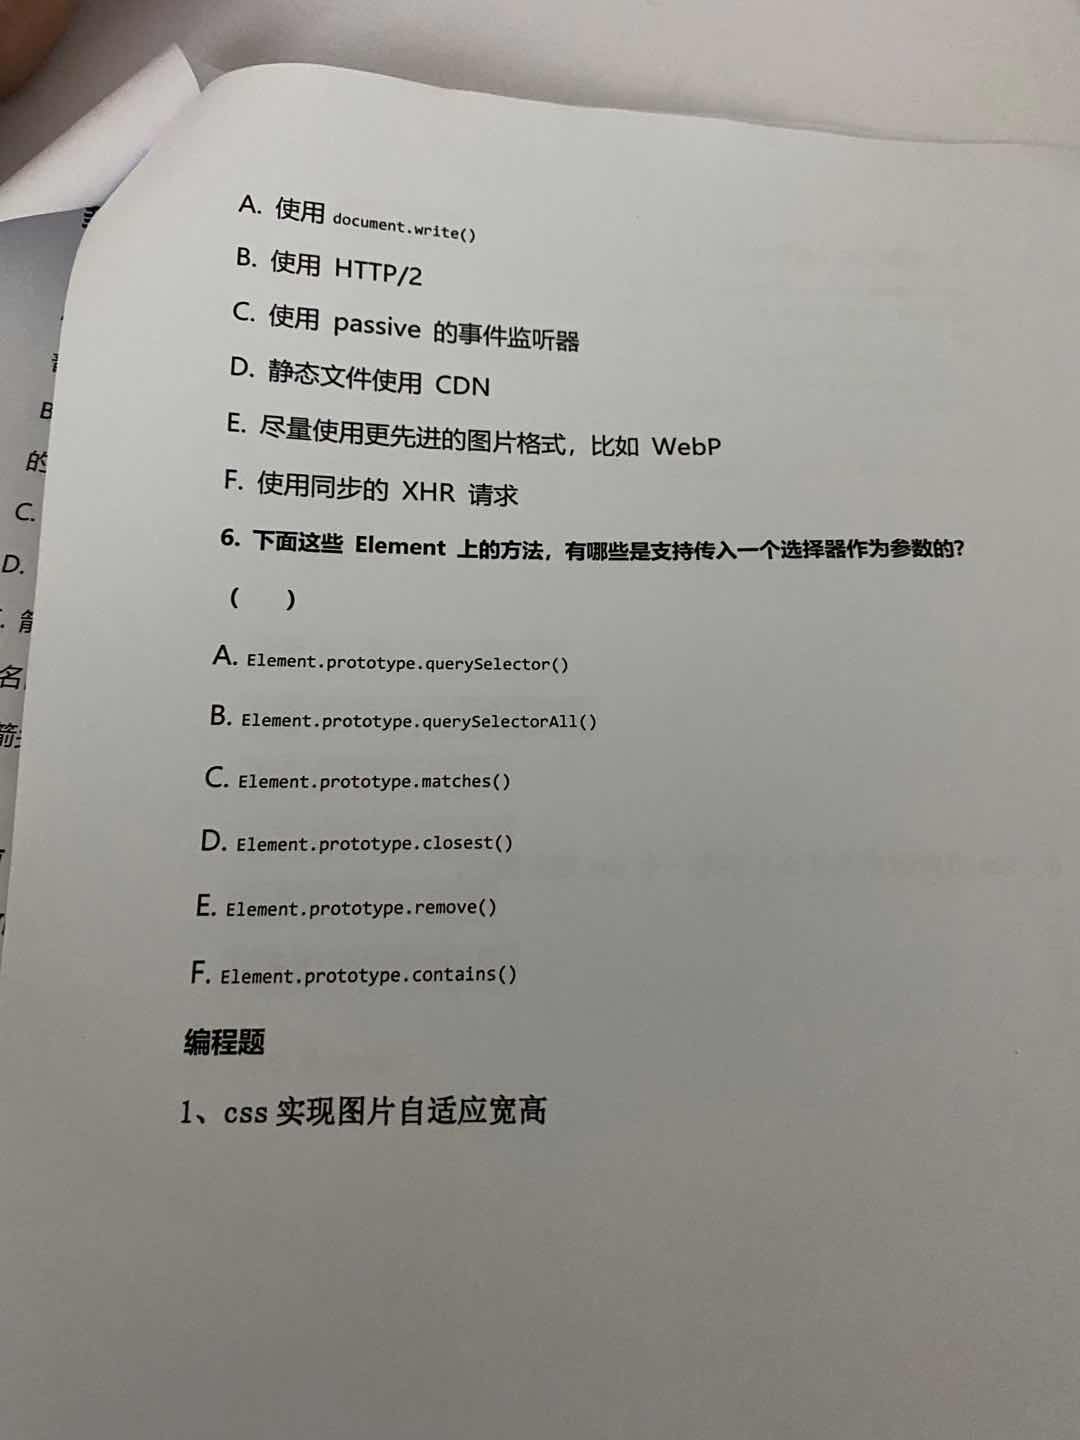 A. 使用 document.write()
B. 使用 HTTP/2
C. 使用 passive 的事件监听器
D. 静态文件使用 CDN
E. 尽量使用更先进的图片格式，比如 WebP
F. 使用同步的 XHR 请求
6. 下面这些 Element 上的方法，有哪些是支持传入一个选择器作为参数的?
( )
A. Element.prototype.querySelector()
B. Element.prototype.querySelectorAll()
C. Element.prototype.matches()
D. Element.prototype.closest()
E. Element.prototype.remove()
F. Element.prototype.contains()
编程题
1、css 实现图片自适应宽高
B
的
C.
D.